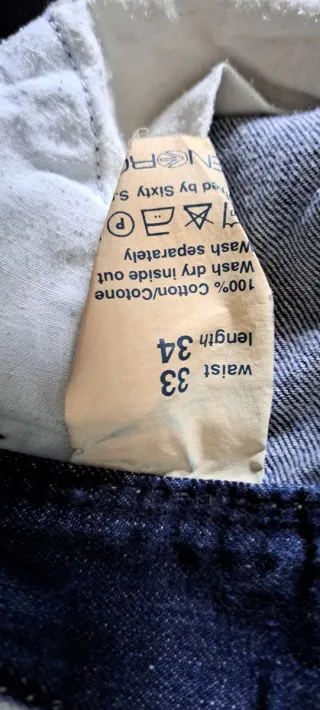 waist 33
length 34
100% Cotton/Cotone
Wash dry inside out
Wash separately
P
by Sixty